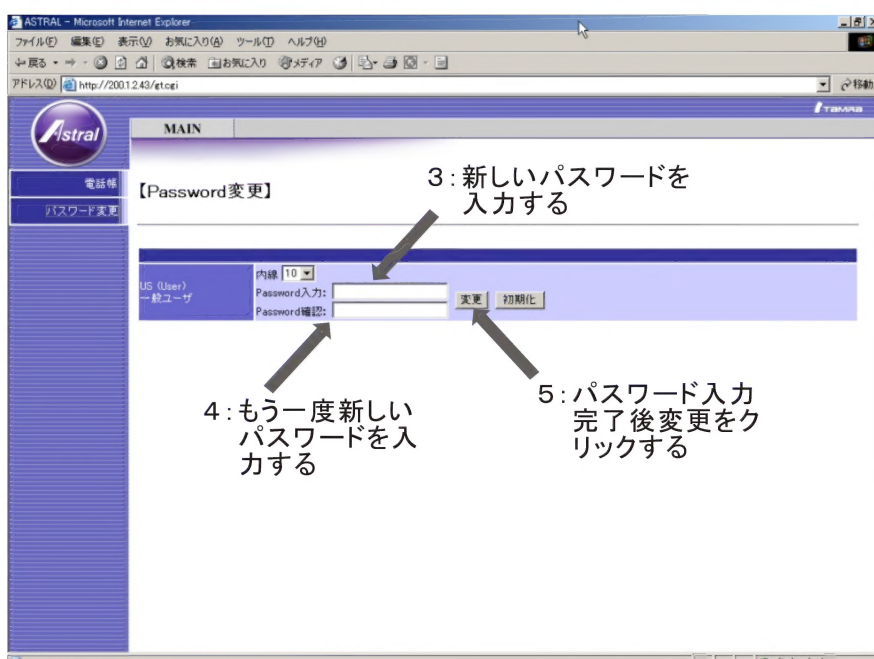 ASTRAL - Microsoft Internet Explorer
ファイル(F) 編集(E) 表示(V) お気に入り(A) ツール(T) ヘルプ(H)
戻る 検索 お気に入り メディア
アドレス(D) http://200.1.2.43/et.cgi 移動
TAMRA
Astral
MAIN
電話帳
パスワード変更
【Password変更】
3:新しいパスワードを
入力する
US (User)
一般ユーザ
内線 10
Password入力:
Password確認:
変更 初期化
4:もう一度新しい
パスワードを入
力する
5:パスワード入力
完了後変更をク
リックする